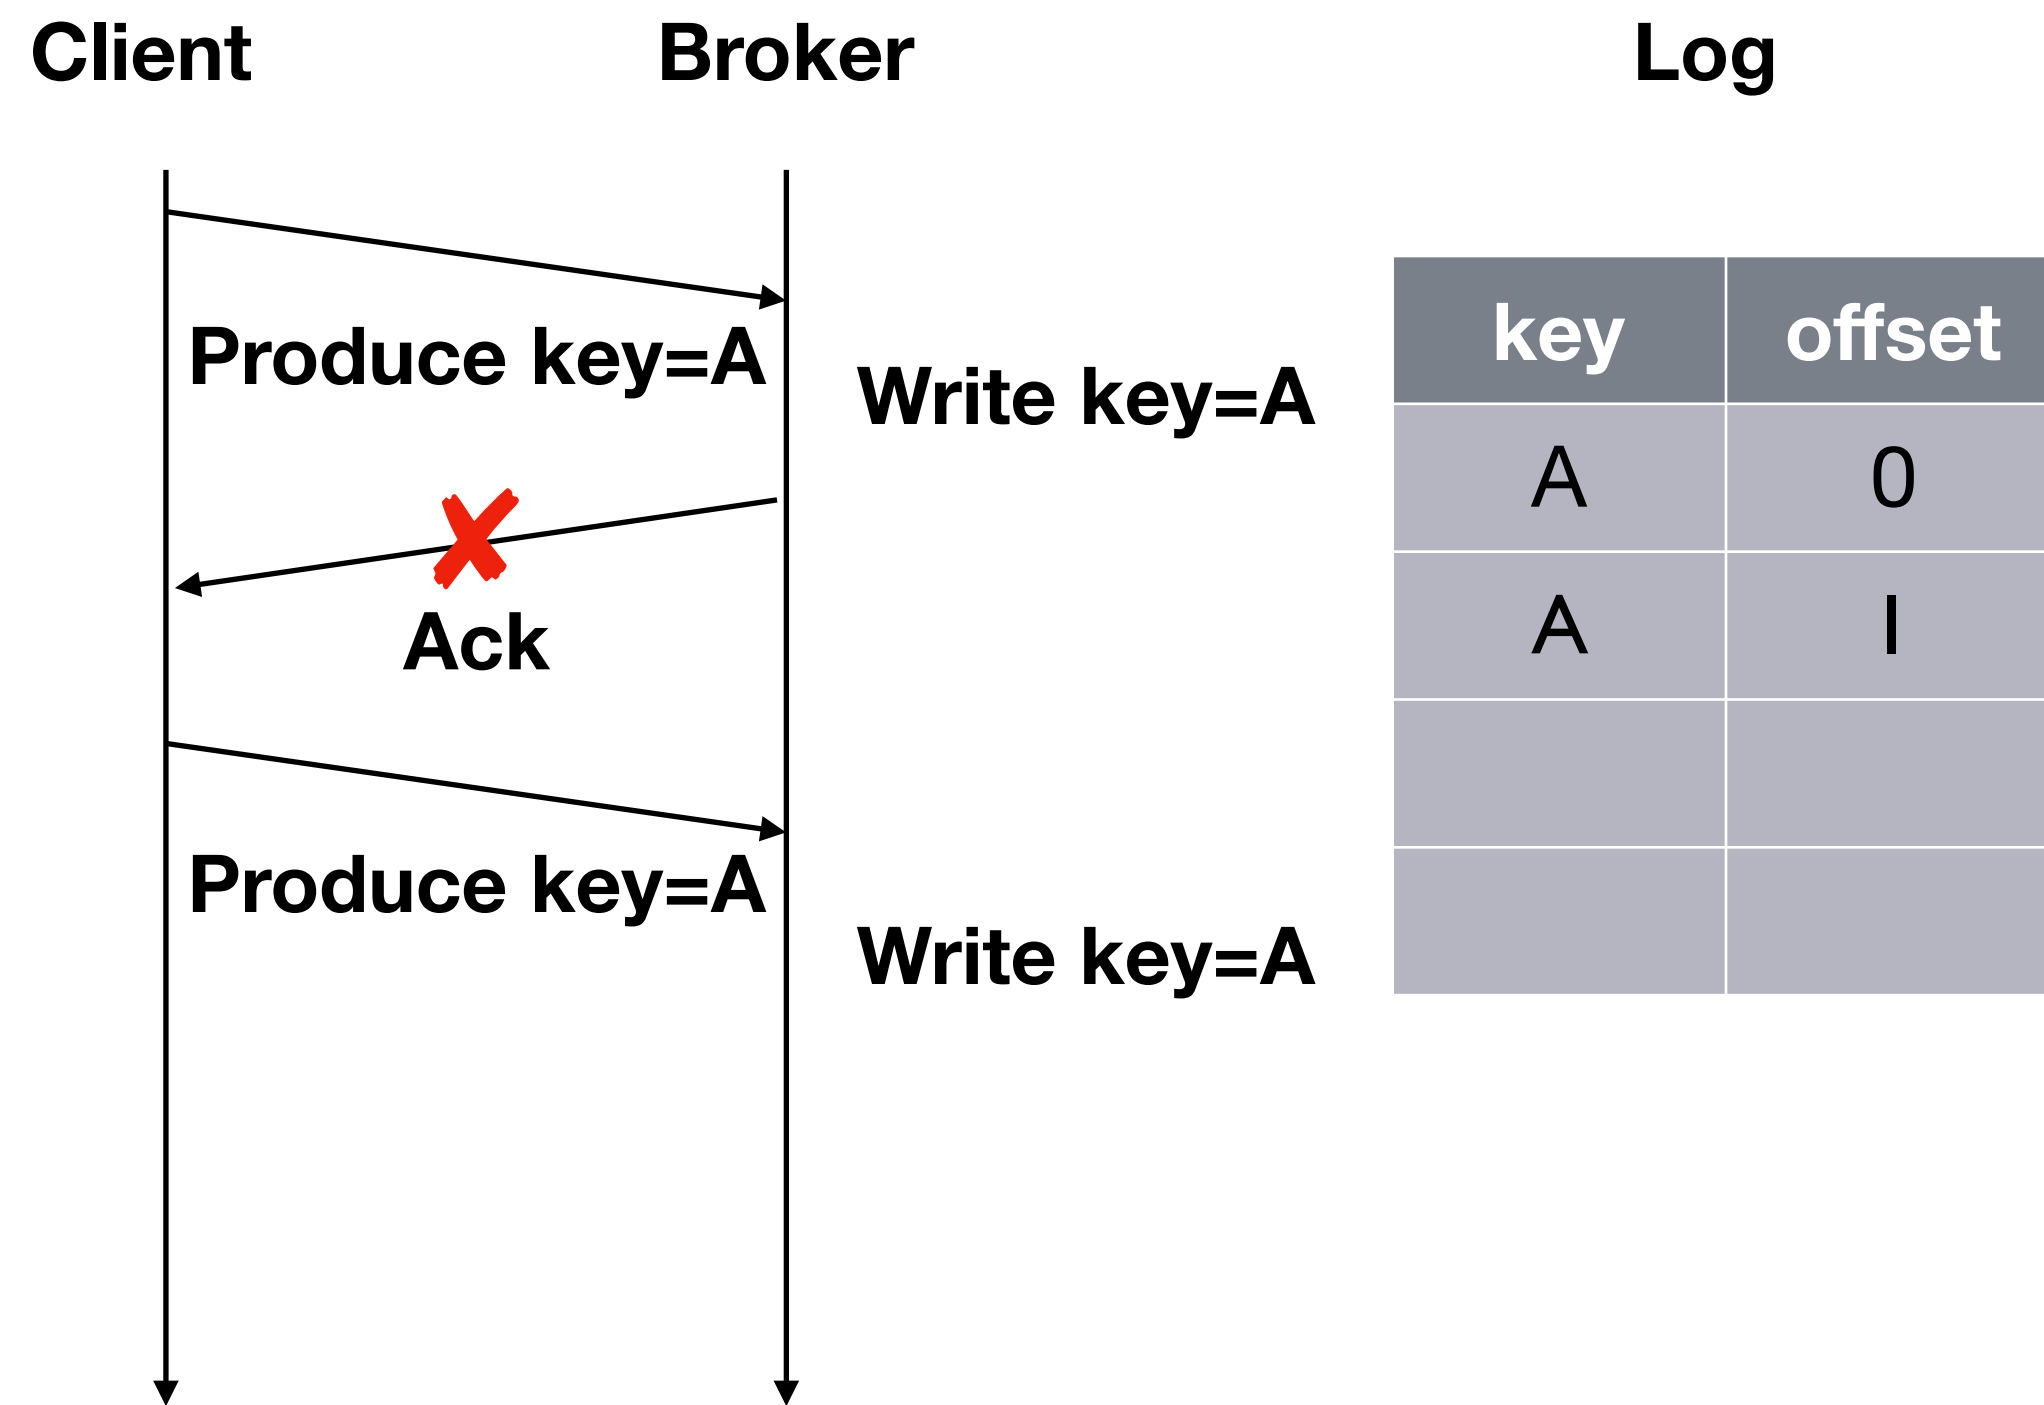 Client Broker Log
Produce key=A
Write key=A
Ack
Produce key=A
Write key=A
key offset
A 0
A 1